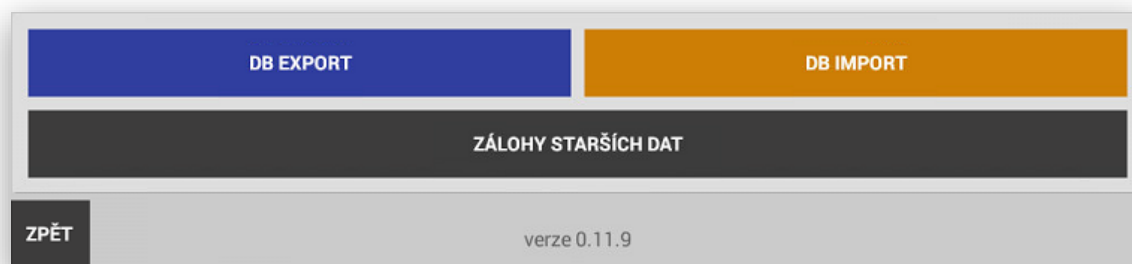 DB EXPORT
DB IMPORT
ZÁLOHY STARŠÍCH DAT
ZPĚT
verze 0.11.9